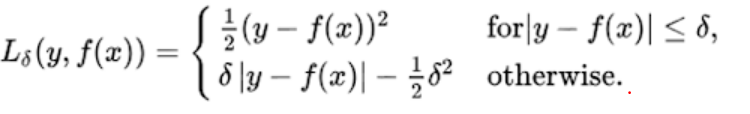 L_δ(y, f(x)) = { ½(y − f(x))² for|y − f(x)| ≤ δ,
δ|y − f(x)| − ½δ² otherwise.